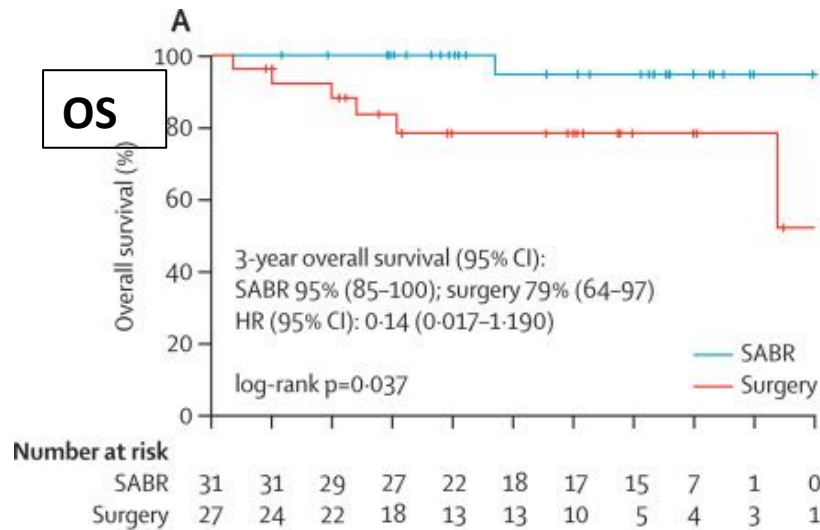 A
OS
Overall survival (%)
100
80
60
40
20
0
3-year overall survival (95% CI):
SABR 95% (85–100); surgery 79% (64–97)
HR (95% CI): 0·14 (0·017–1·190)
log-rank p=0·037
SABR
Surgery
Number at risk
SABR 31 31 29 27 22 18 17 15 7 1 0
Surgery 27 24 22 18 13 13 10 5 4 3 1